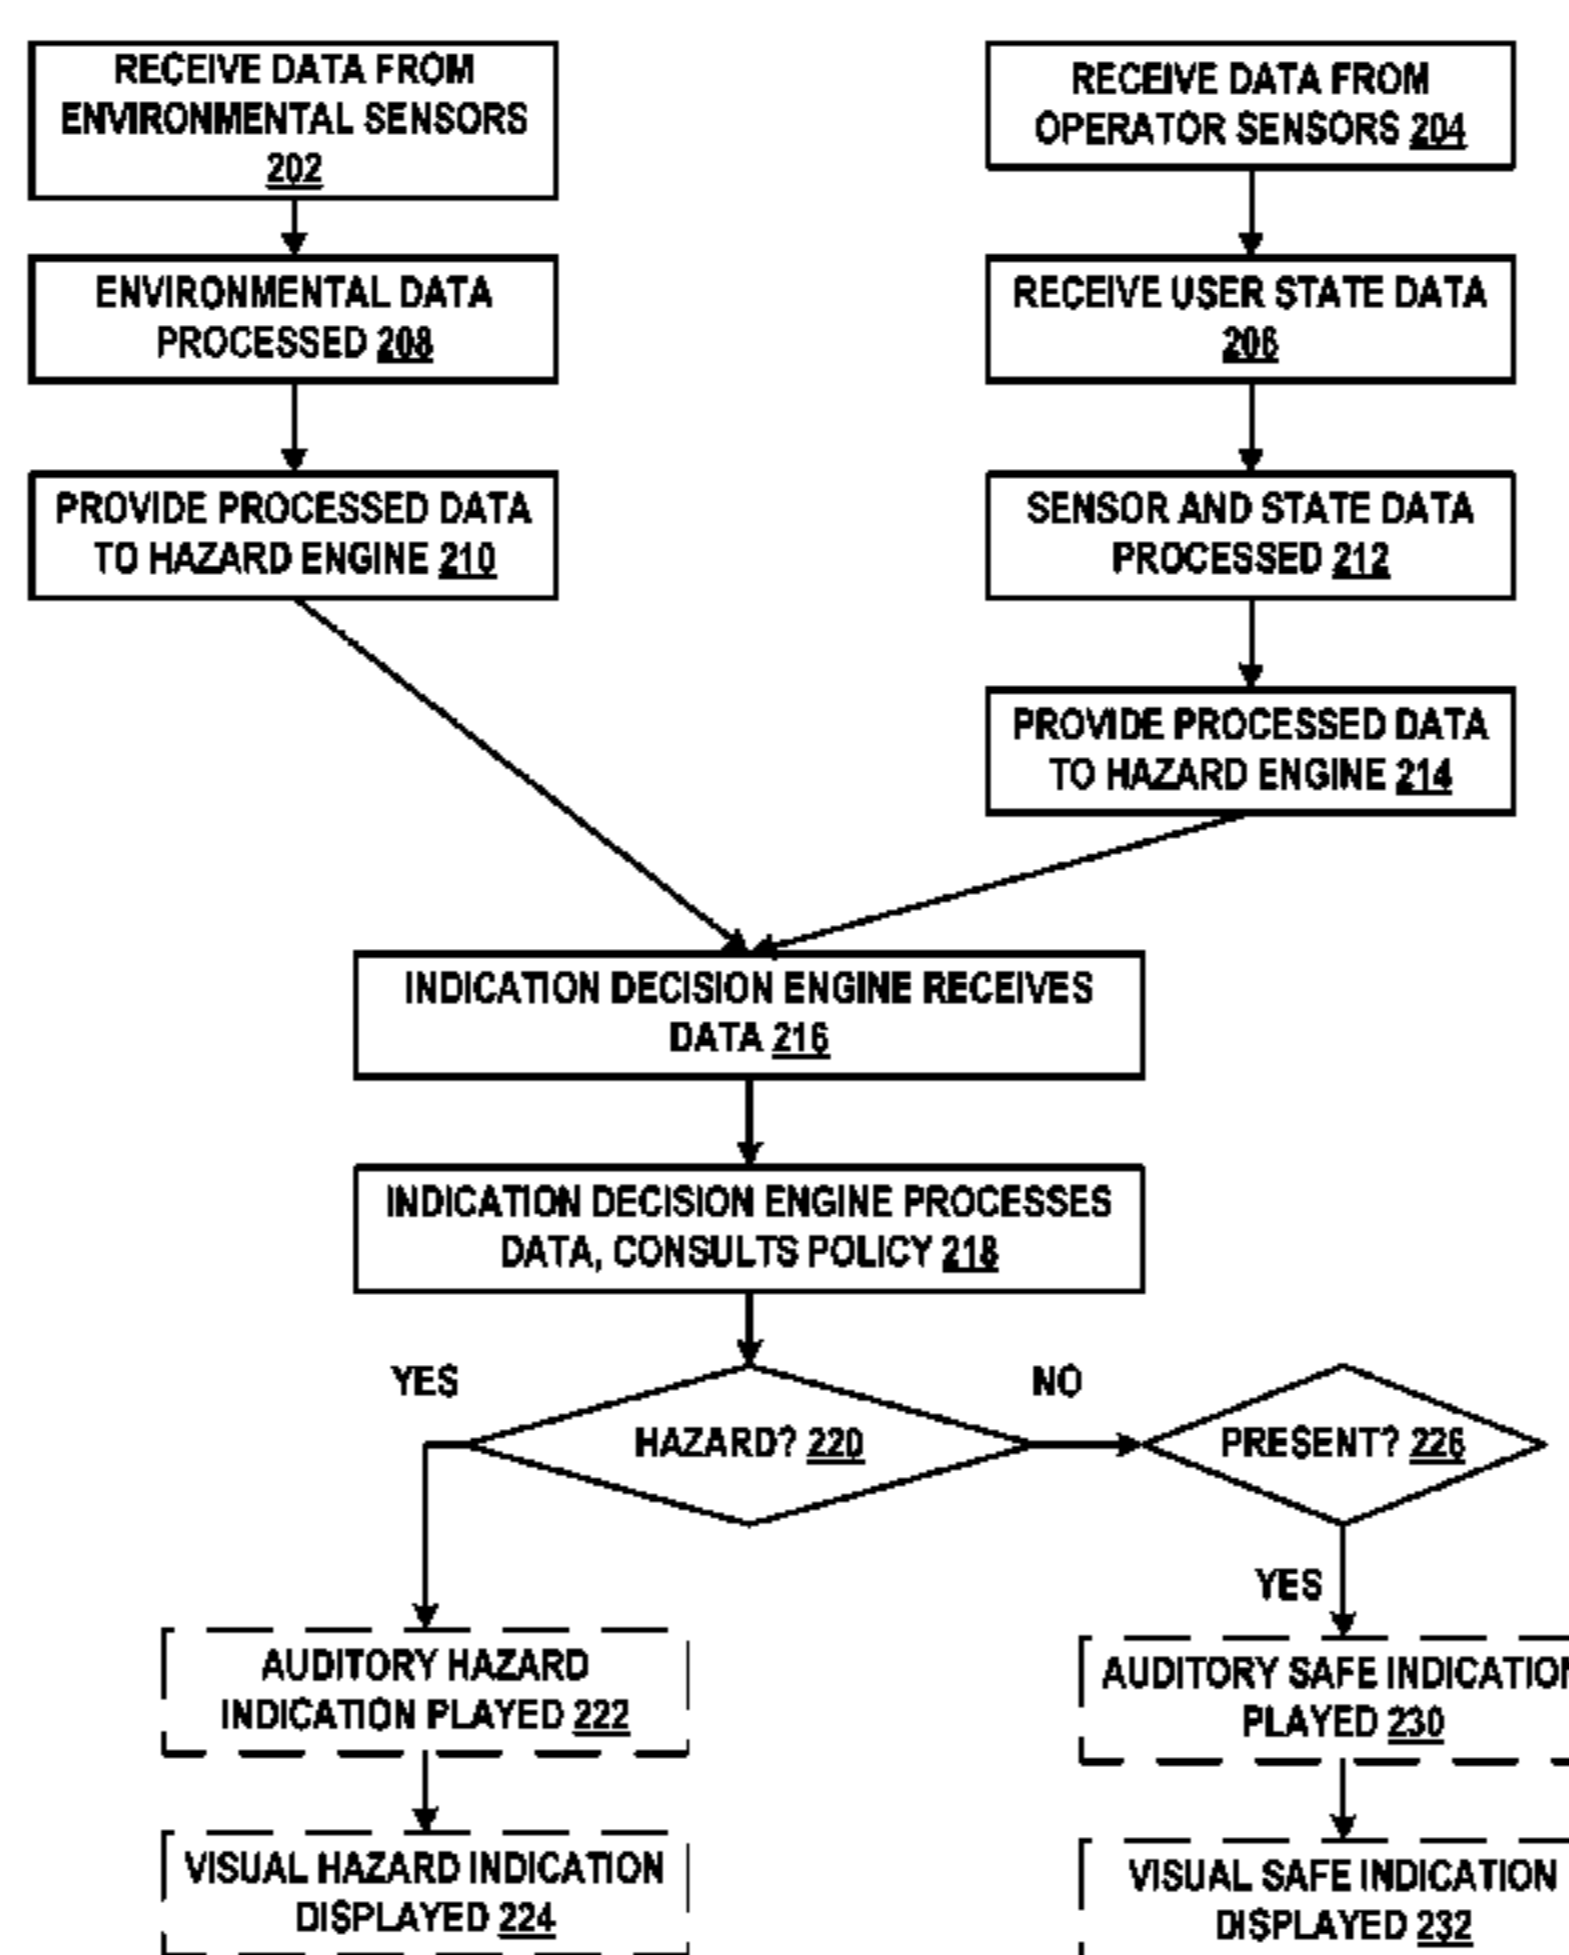 RECEIVE DATA FROM
ENVIRONMENTAL SENSORS
202
RECEIVE DATA FROM
OPERATOR SENSORS 204
ENVIRONMENTAL DATA
PROCESSED 208
RECEIVE USER STATE DATA
206
PROVIDE PROCESSED DATA
TO HAZARD ENGINE 210
SENSOR AND STATE DATA
PROCESSED 212
PROVIDE PROCESSED DATA
TO HAZARD ENGINE 214
INDICATION DECISION ENGINE RECEIVES
DATA 216
INDICATION DECISION ENGINE PROCESSES
DATA, CONSULTS POLICY 218
YES
HAZARD? 220
NO
PRESENT? 226
YES
AUDITORY HAZARD
INDICATION PLAYED 222
AUDITORY SAFE INDICATION
PLAYED 230
VISUAL HAZARD INDICATION
DISPLAYED 224
VISUAL SAFE INDICATION
DISPLAYED 232